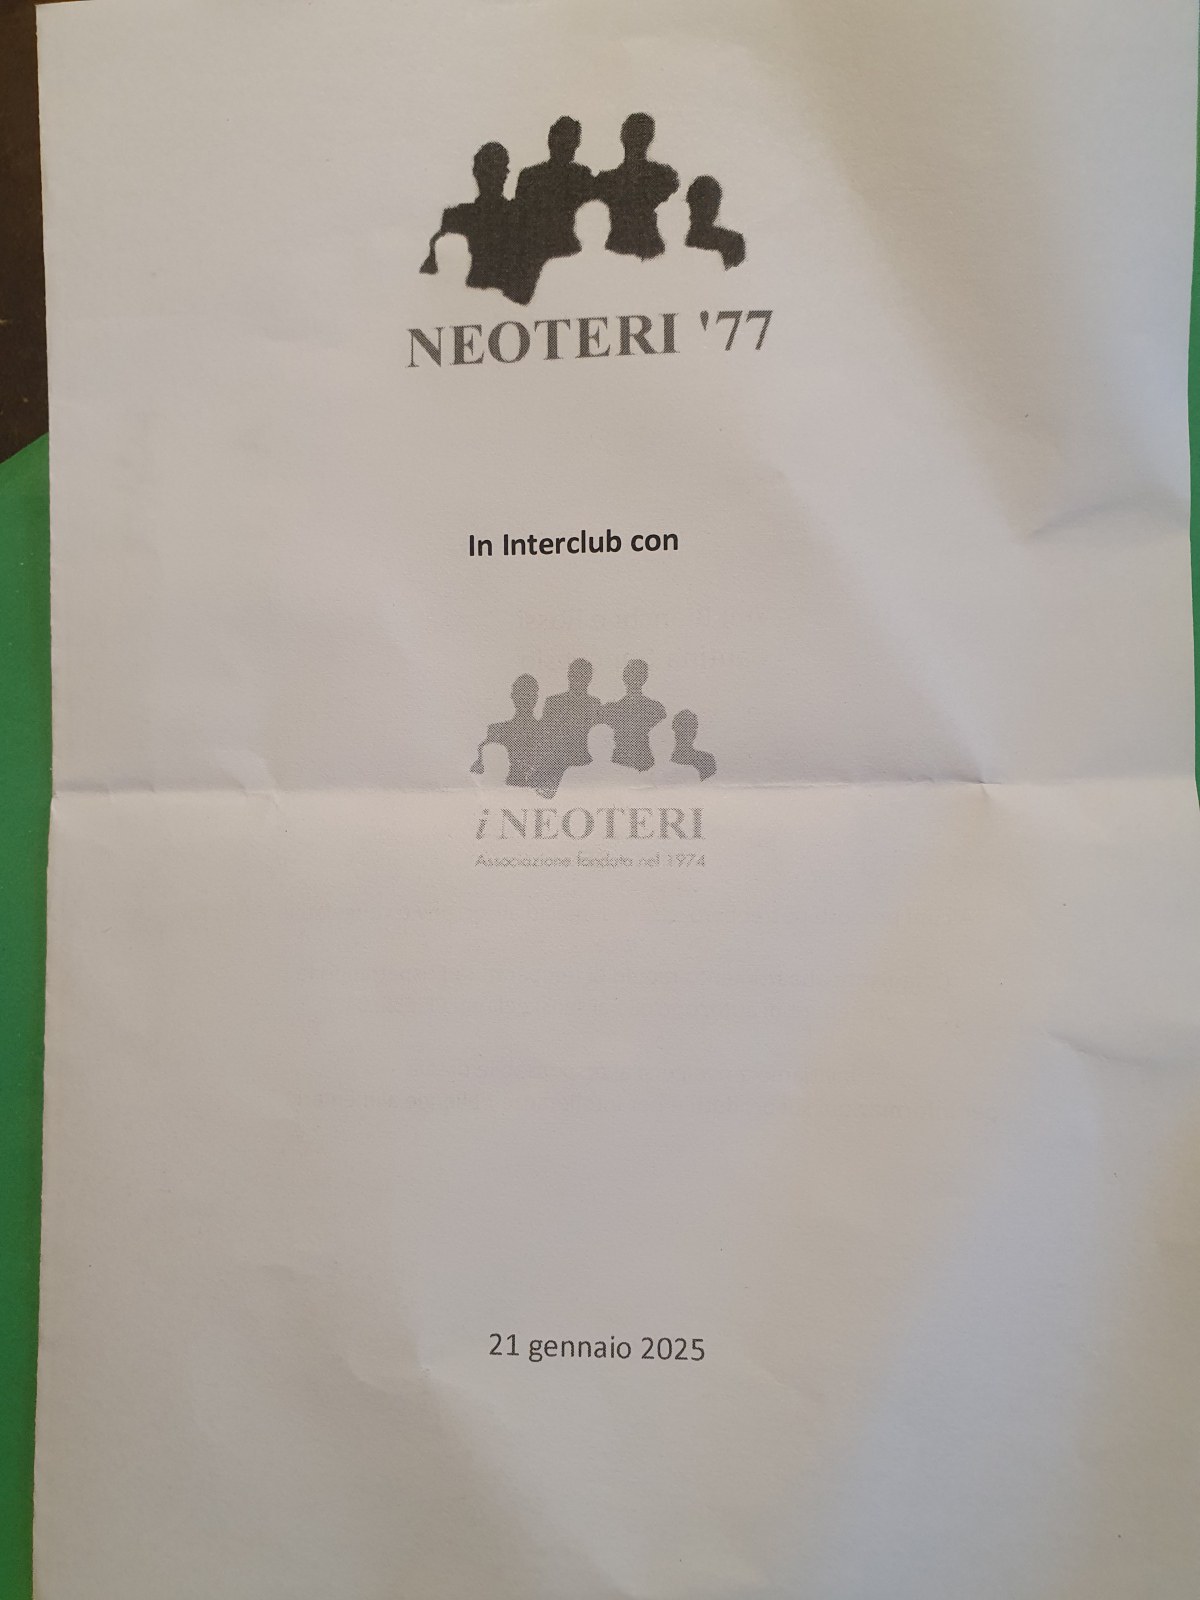 NEOTERI '77
In Interclub con
i NEOTERI
Associazione fondata nel 1974
21 gennaio 2025